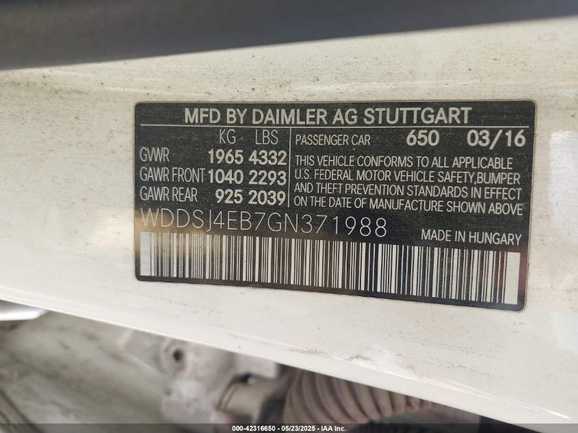 MFD BY DAIMLER AG STUTTGART
KG LBS PASSENGER CAR 650 03/16
GVWR 1965 4332
GAWR FRONT 1040 2293
GAWR REAR 925 2039
THIS VEHICLE CONFORMS TO ALL APPLICABLE
U.S. FEDERAL MOTOR VEHICLE SAFETY,BUMPER
AND THEFT PREVENTION STANDARDS IN EFFECT
ON THE DATE OF MANUFACTURE SHOWN ABOVE
WDDSJ4EB7GN371988
MADE IN HUNGARY
000-42316650 - 05/23/2025 - IAA Inc.